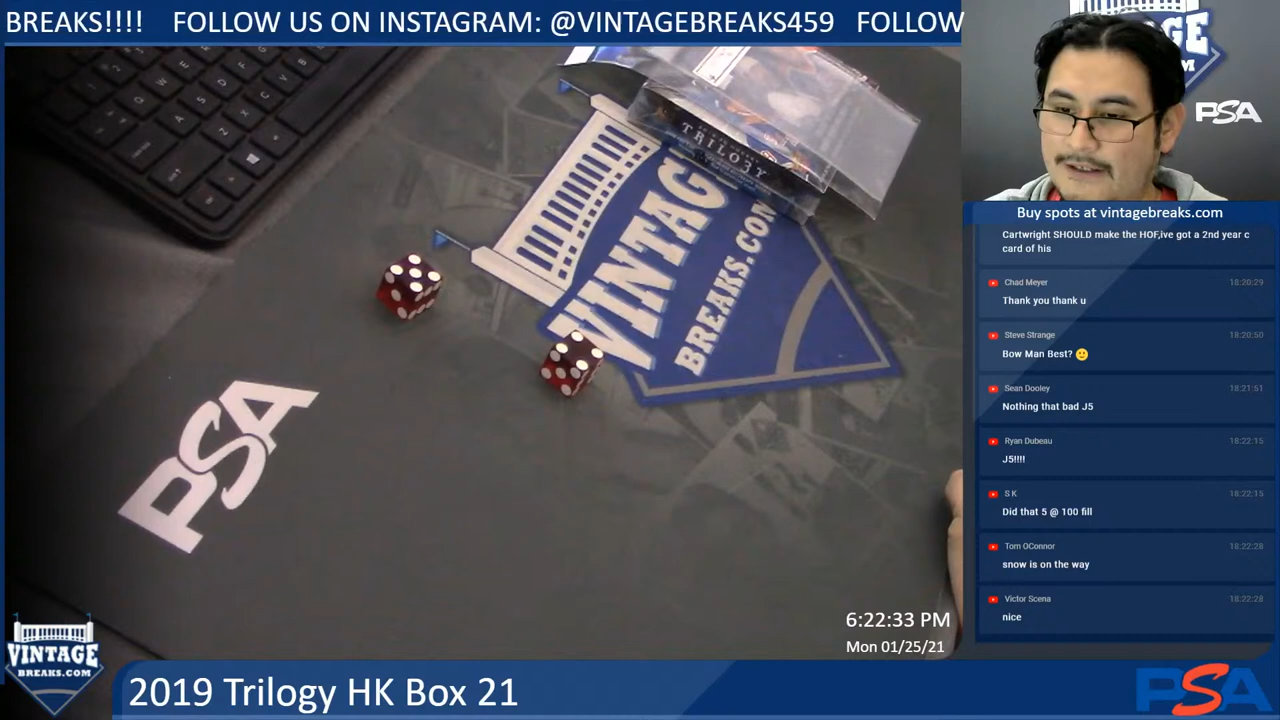 BREAKS!!!! FOLLOW US ON INSTAGRAM: @VINTAGEBREAKS459 FOLLOW
TRILOGY
VINTAGE
BREAKS.COM
PSA
PSA
Buy spots at vintagebreaks.com
Cartwright SHOULD make the HOF,ive got a 2nd year c
card of his
Chad Meyer 18:20:29
Thank you thank u
Steve Strange 18:20:50
Bow Man Best? 🙂
Sean Dooley 18:21:51
Nothing that bad J5
Ryan Dubeau 18:22:15
J5!!!!
S K 18:22:15
Did that 5 @ 100 fill
Tom OConnor 18:22:28
snow is on the way
Victor Scena 18:22:28
nice
6:22:33 PM
Mon 01/25/21
VINTAGE
BREAKS.COM
2019 Trilogy HK Box 21
PSA